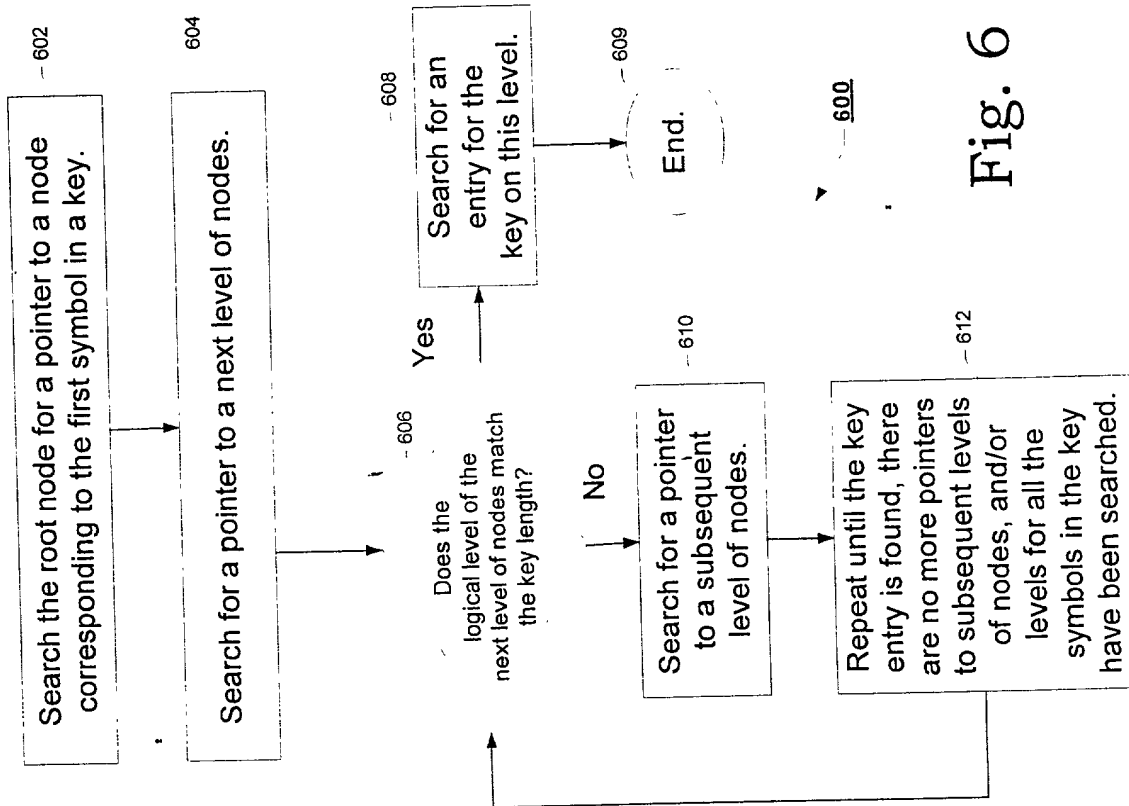 Search the root node for a pointer to a node
corresponding to the first symbol in a key.
602
Search for a pointer to a next level of nodes.
604
Does the
logical level of the
next level of nodes match
the key length?
606
Yes
Search for an
entry for the
key on this level.
608
End.
609
No
Search for a pointer
to a subsequent
level of nodes.
610
Repeat until the key
entry is found, there
are no more pointers
to subsequent levels
of nodes, and/or
levels for all the
symbols in the key
have been searched.
612
600
Fig. 6